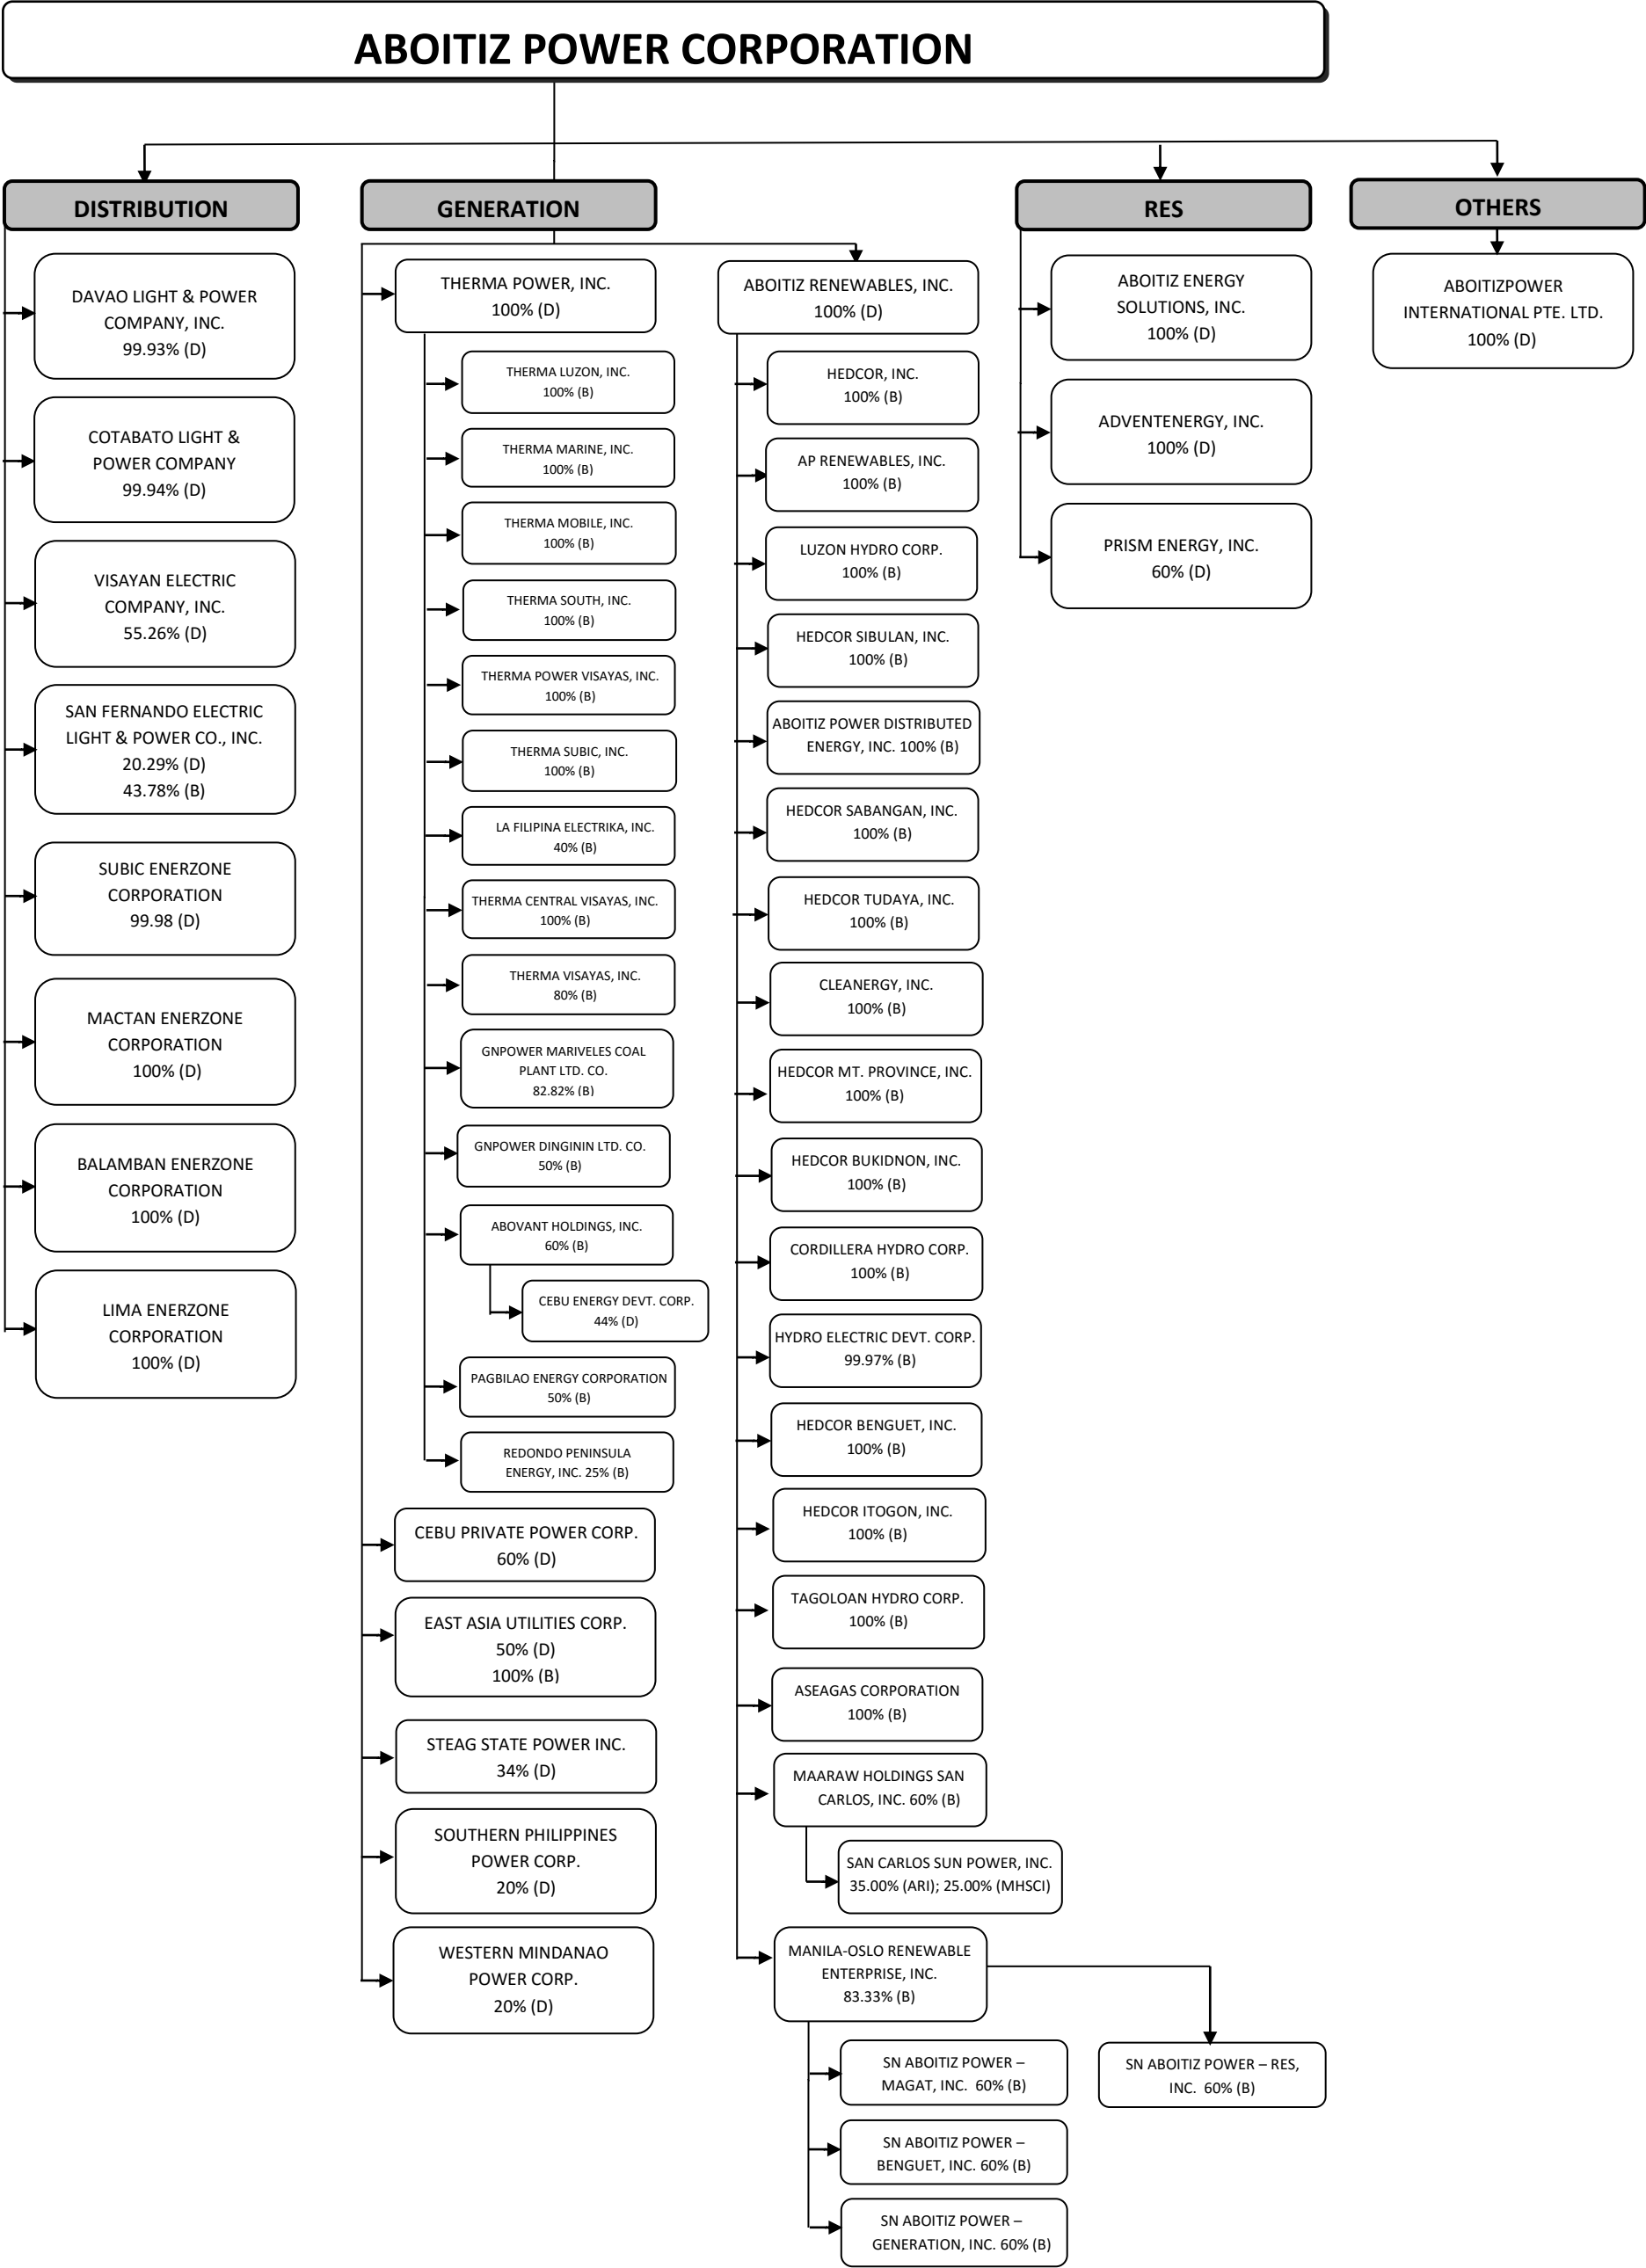 ABOITIZ POWER CORPORATION
DISTRIBUTION
DAVAO LIGHT & POWER
COMPANY, INC.
99.93% (D)
COTABATO LIGHT &
POWER COMPANY
99.94% (D)
VISAYAN ELECTRIC
COMPANY, INC.
55.26% (D)
SAN FERNANDO ELECTRIC
LIGHT & POWER CO., INC.
20.29% (D)
43.78% (B)
SUBIC ENERZONE
CORPORATION
99.98 (D)
MACTAN ENERZONE
CORPORATION
100% (D)
BALAMBAN ENERZONE
CORPORATION
100% (D)
LIMA ENERZONE
CORPORATION
100% (D)
GENERATION
THERMA POWER, INC.
100% (D)
THERMA LUZON, INC.
100% (B)
THERMA MARINE, INC.
100% (B)
THERMA MOBILE, INC.
100% (B)
THERMA SOUTH, INC.
100% (B)
THERMA POWER VISAYAS, INC.
100% (B)
THERMA SUBIC, INC.
100% (B)
LA FILIPINA ELECTRIKA, INC.
40% (B)
THERMA CENTRAL VISAYAS, INC.
100% (B)
THERMA VISAYAS, INC.
80% (B)
GNPOWER MARIVELES COAL
PLANT LTD. CO.
82.82% (B)
GNPOWER DINGININ LTD. CO.
50% (B)
ABOVANT HOLDINGS, INC.
60% (B)
CEBU ENERGY DEVT. CORP.
44% (D)
PAGBILAO ENERGY CORPORATION
50% (B)
REDONDO PENINSULA
ENERGY, INC. 25% (B)
CEBU PRIVATE POWER CORP.
60% (D)
EAST ASIA UTILITIES CORP.
50% (D)
100% (B)
STEAG STATE POWER INC.
34% (D)
SOUTHERN PHILIPPINES
POWER CORP.
20% (D)
WESTERN MINDANAO
POWER CORP.
20% (D)
ABOITIZ RENEWABLES, INC.
100% (D)
HEDCOR, INC.
100% (B)
AP RENEWABLES, INC.
100% (B)
LUZON HYDRO CORP.
100% (B)
HEDCOR SIBULAN, INC.
100% (B)
ABOITIZ POWER DISTRIBUTED
ENERGY, INC. 100% (B)
HEDCOR SABANGAN, INC.
100% (B)
HEDCOR TUDAYA, INC.
100% (B)
CLEANERGY, INC.
100% (B)
HEDCOR MT. PROVINCE, INC.
100% (B)
HEDCOR BUKIDNON, INC.
100% (B)
CORDILLERA HYDRO CORP.
100% (B)
HYDRO ELECTRIC DEVT. CORP.
99.97% (B)
HEDCOR BENGUET, INC.
100% (B)
HEDCOR ITOGON, INC.
100% (B)
TAGOLOAN HYDRO CORP.
100% (B)
ASEAGAS CORPORATION
100% (B)
MAARAW HOLDINGS SAN
CARLOS, INC. 60% (B)
SAN CARLOS SUN POWER, INC.
35.00% (ARI); 25.00% (MHSCI)
MANILA-OSLO RENEWABLE
ENTERPRISE, INC.
83.33% (B)
SN ABOITIZ POWER –
MAGAT, INC. 60% (B)
SN ABOITIZ POWER –
BENGUET, INC. 60% (B)
SN ABOITIZ POWER –
GENERATION, INC. 60% (B)
SN ABOITIZ POWER – RES,
INC. 60% (B)
RES
ABOITIZ ENERGY
SOLUTIONS, INC.
100% (D)
ADVENTENERGY, INC.
100% (D)
PRISM ENERGY, INC.
60% (D)
OTHERS
ABOITIZPOWER
INTERNATIONAL PTE. LTD.
100% (D)